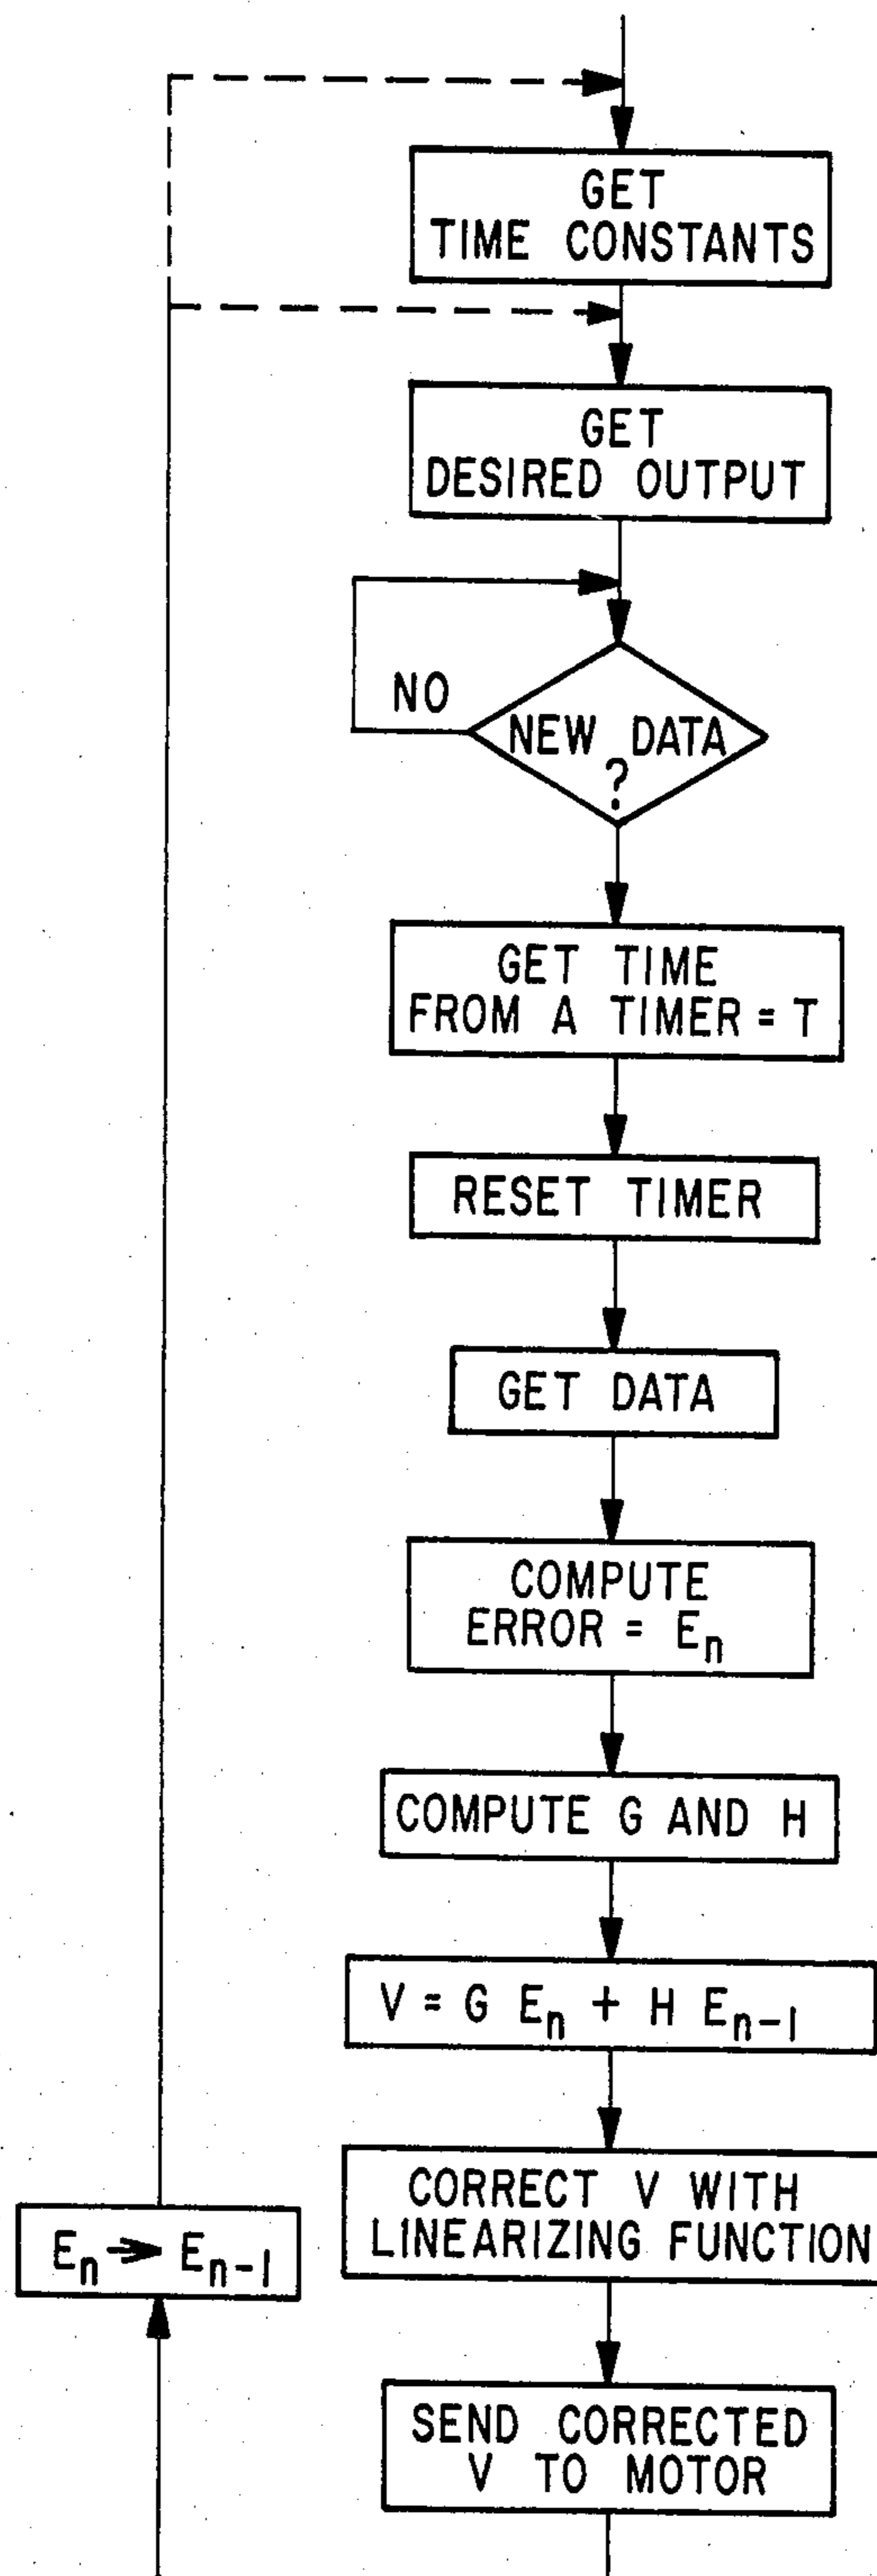 GET
TIME CONSTANTS
GET
DESIRED OUTPUT
NO
NEW DATA
?
GET TIME
FROM A TIMER = T
RESET TIMER
GET DATA
COMPUTE
ERROR = Eₙ
COMPUTE G AND H
V = G Eₙ + H Eₙ₋₁
CORRECT V WITH
LINEARIZING FUNCTION
Eₙ → Eₙ₋₁
SEND CORRECTED
V TO MOTOR